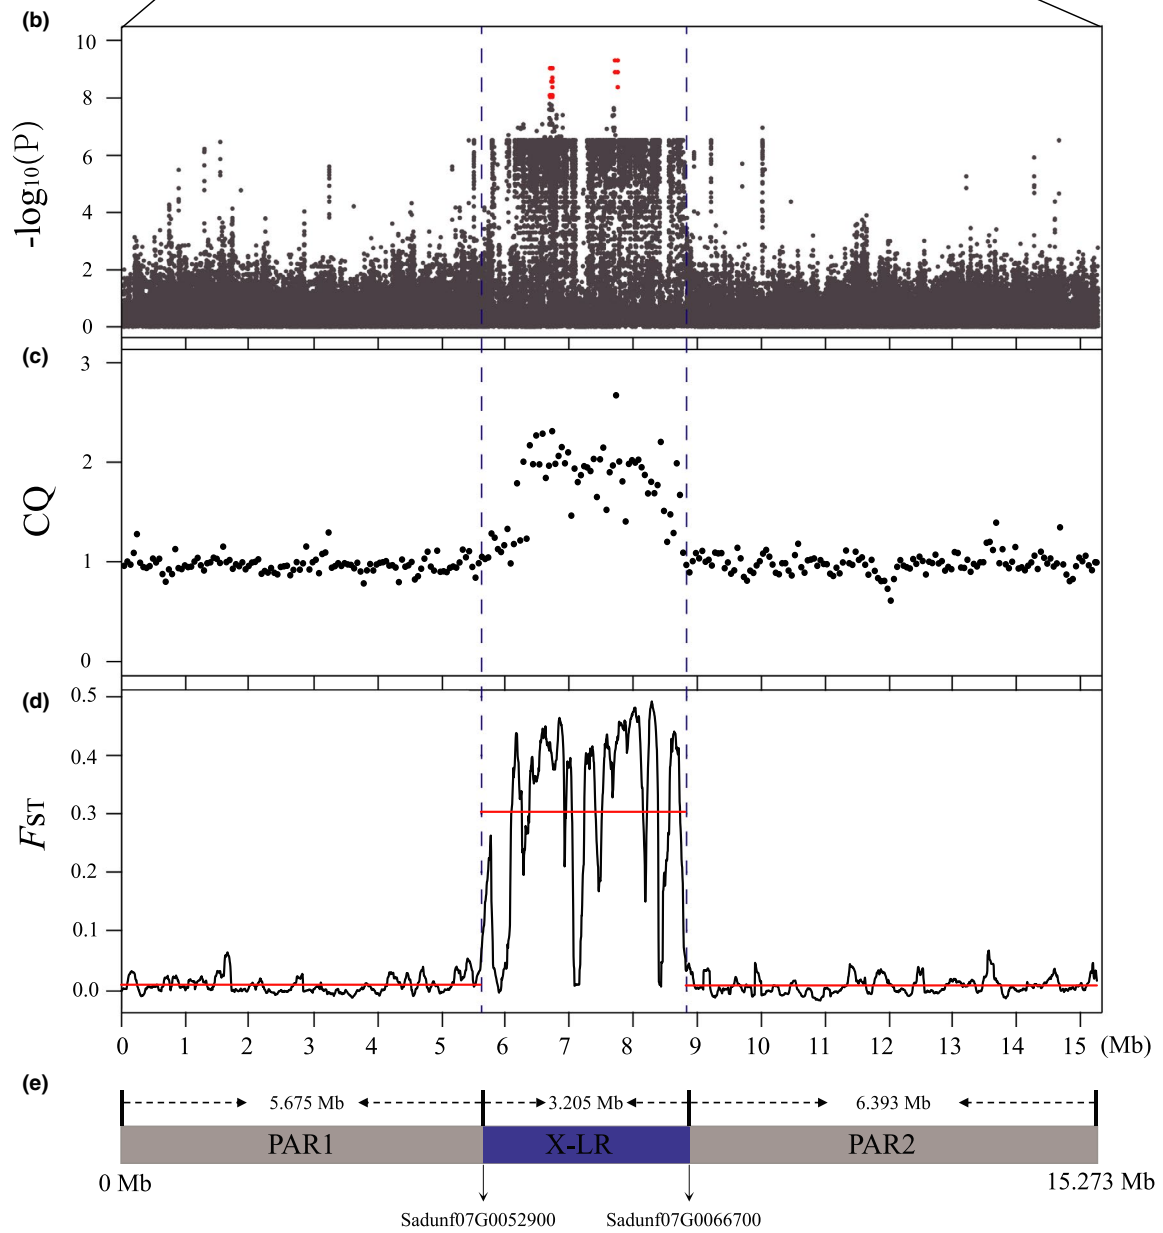 (b)
10
8
6
4
2
0
-log10(P)
(c)
3
2
1
0
CQ
(d)
0.5
0.4
0.3
0.2
0.1
0.0
FST
0 1 2 3 4 5 6 7 8 9 10 11 12 13 14 15 (Mb)
(e)
5.675 Mb 3.205 Mb 6.393 Mb
PAR1 X-LR PAR2
0 Mb 15.273 Mb
Sadunf07G0052900 Sadunf07G0066700